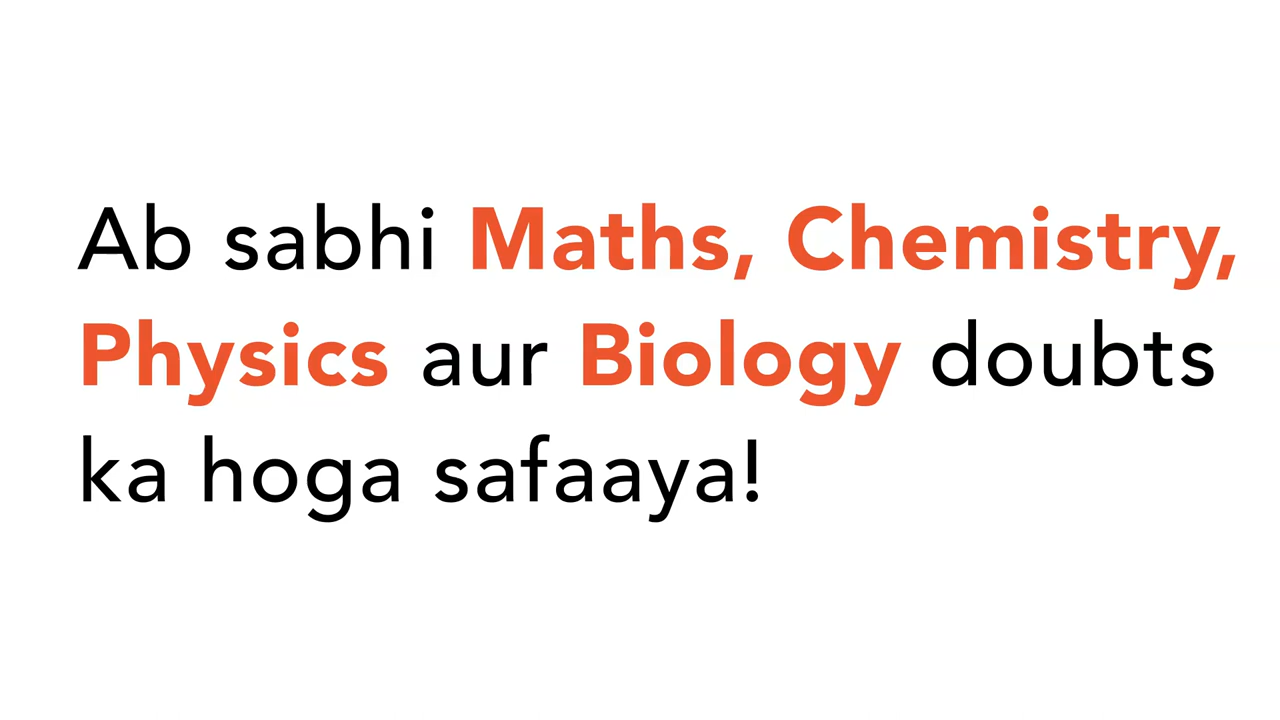 Ab sabhi Maths, Chemistry,
Physics aur Biology doubts
ka hoga safaaya!